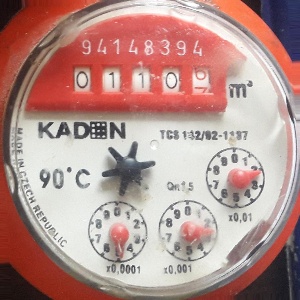 94148394
0110 m³
KADEN
TCS 142/92-1197
90°C
Qn1.5
MADE IN CZECH REPUBLIC
x0,01
x0,0001 x0,001